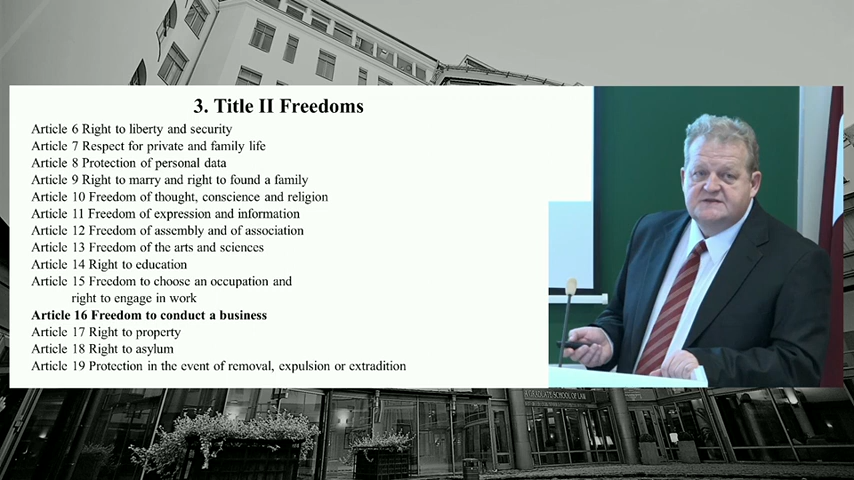 3. Title II Freedoms
Article 6 Right to liberty and security
Article 7 Respect for private and family life
Article 8 Protection of personal data
Article 9 Right to marry and right to found a family
Article 10 Freedom of thought, conscience and religion
Article 11 Freedom of expression and information
Article 12 Freedom of assembly and of association
Article 13 Freedom of the arts and sciences
Article 14 Right to education
Article 15 Freedom to choose an occupation and
right to engage in work
Article 16 Freedom to conduct a business
Article 17 Right to property
Article 18 Right to asylum
Article 19 Protection in the event of removal, expulsion or extradition
GRADUATE SCHOOL OF LAW